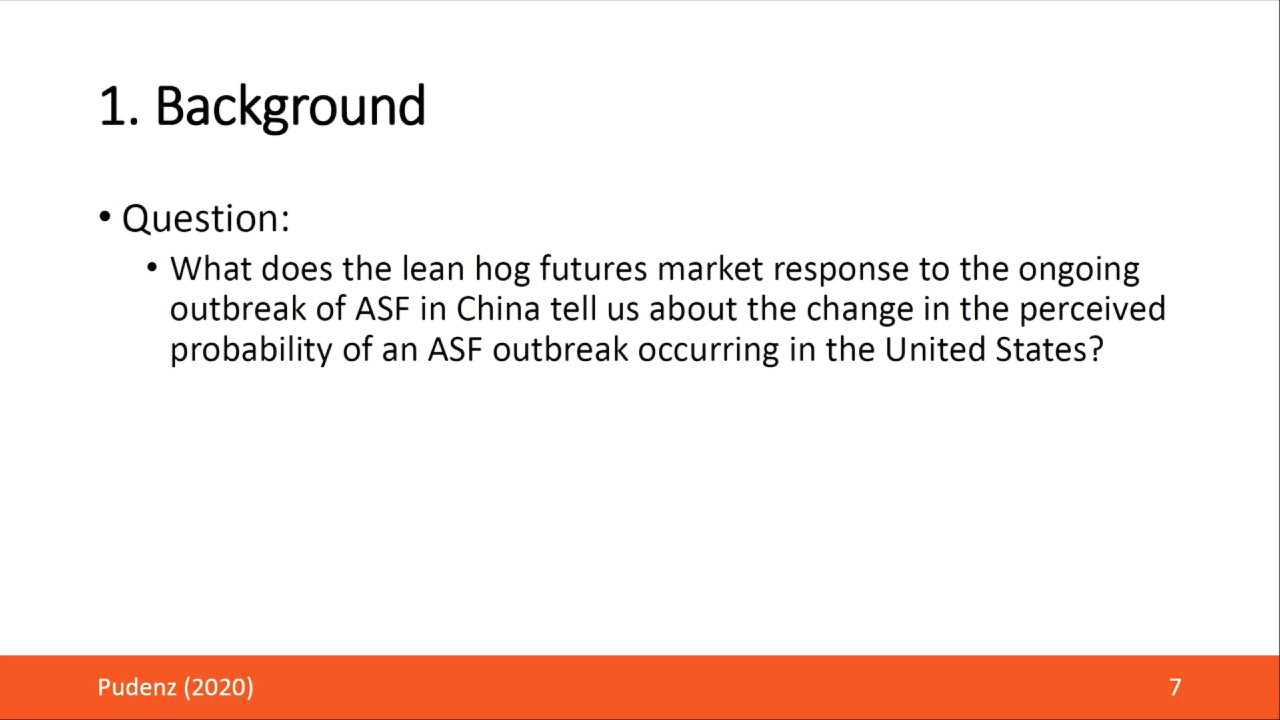 1. Background
• Question:
• What does the lean hog futures market response to the ongoing
outbreak of ASF in China tell us about the change in the perceived
probability of an ASF outbreak occurring in the United States?
Pudenz (2020)
7